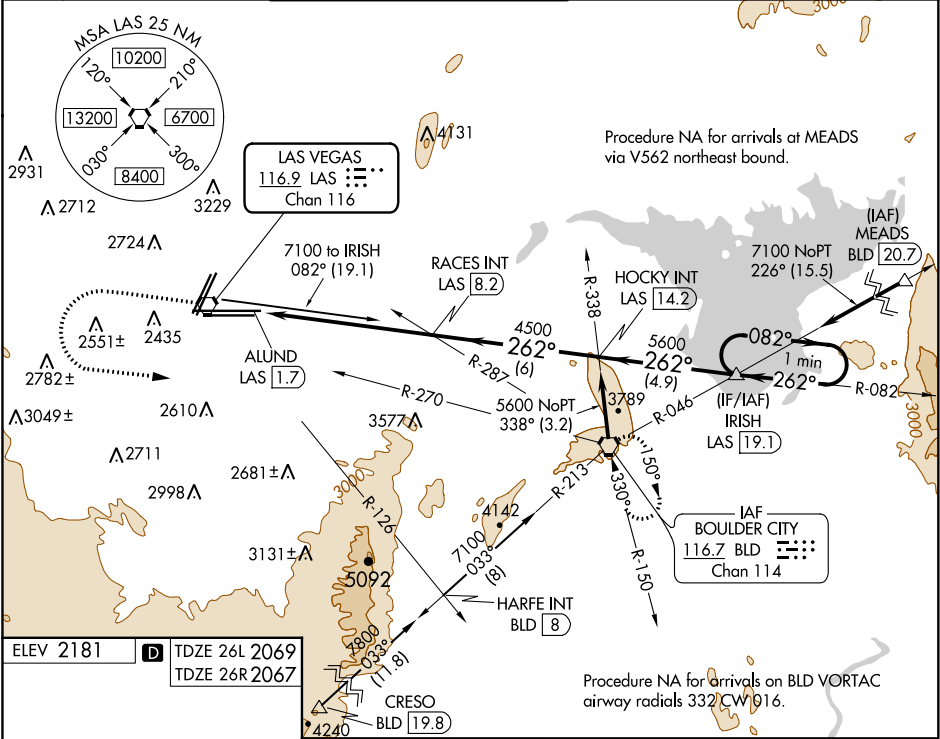 MSA LAS 25 NM
10200
120°
210°
13200
6700
030°
300°
8400
2931
2712
3229
2724
4131
LAS VEGAS
116.9 LAS
Chan 116
Procedure NA for arrivals at MEADS
via V562 northeast bound.
(IAF)
MEADS
BLD 20.7
7100 NoPT
226° (15.5)
7100 to IRISH
082° (19.1)
RACES INT
LAS 8.2
HOCKY INT
LAS 14.2
R-338
2551±
2435
2782±
ALUND
LAS 1.7
4500
262°
(6)
5600
262°
(4.9)
082°
1 min
262°
R-082
3000
R-287
R-270
5600 NoPT
338° (3.2)
3789
R-046
(IF/IAF)
IRISH
LAS 19.1
3049±
2610
3577
2711
2681±
2998
3000
R-126
R-213
150°
330°
R-150
IAF
BOULDER CITY
116.7 BLD
Chan 114
4142
7100
033°
(8)
3131±
5092
HARFE INT
BLD 8
7800
033°
(11.8)
ELEV 2181
D
TDZE 26L 2069
TDZE 26R 2067
CRESO
BLD 19.8
4240
Procedure NA for arrivals on BLD VORTAC
airway radials 332 CW 016.
3000